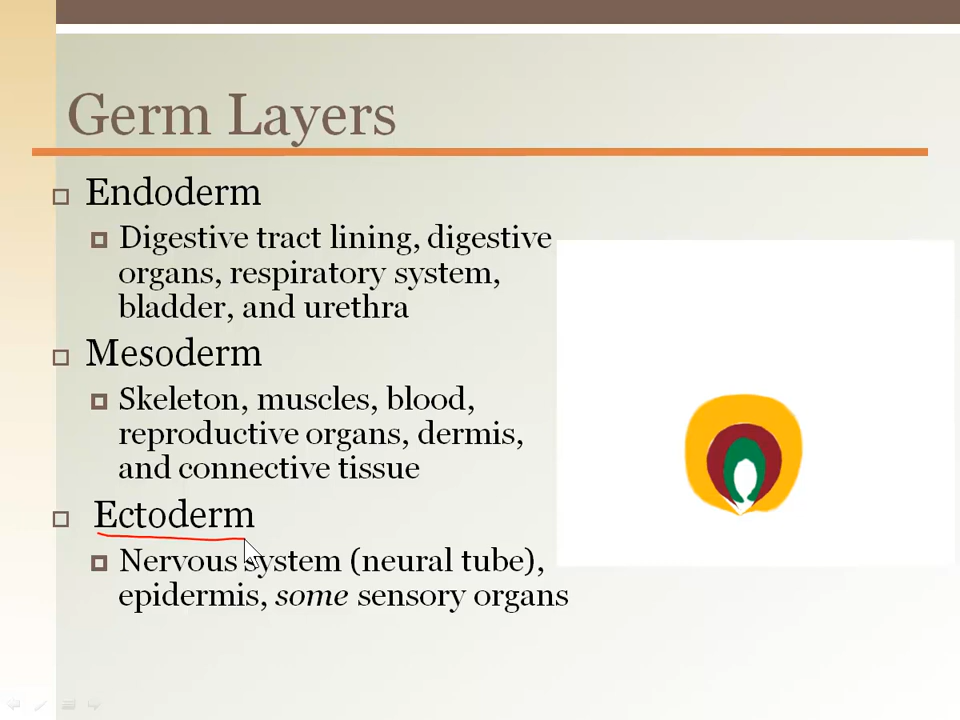 Germ Layers
Endoderm
Digestive tract lining, digestive
organs, respiratory system,
bladder, and urethra
Mesoderm
Skeleton, muscles, blood,
reproductive organs, dermis,
and connective tissue
Ectoderm
Nervous system (neural tube),
epidermis, some sensory organs